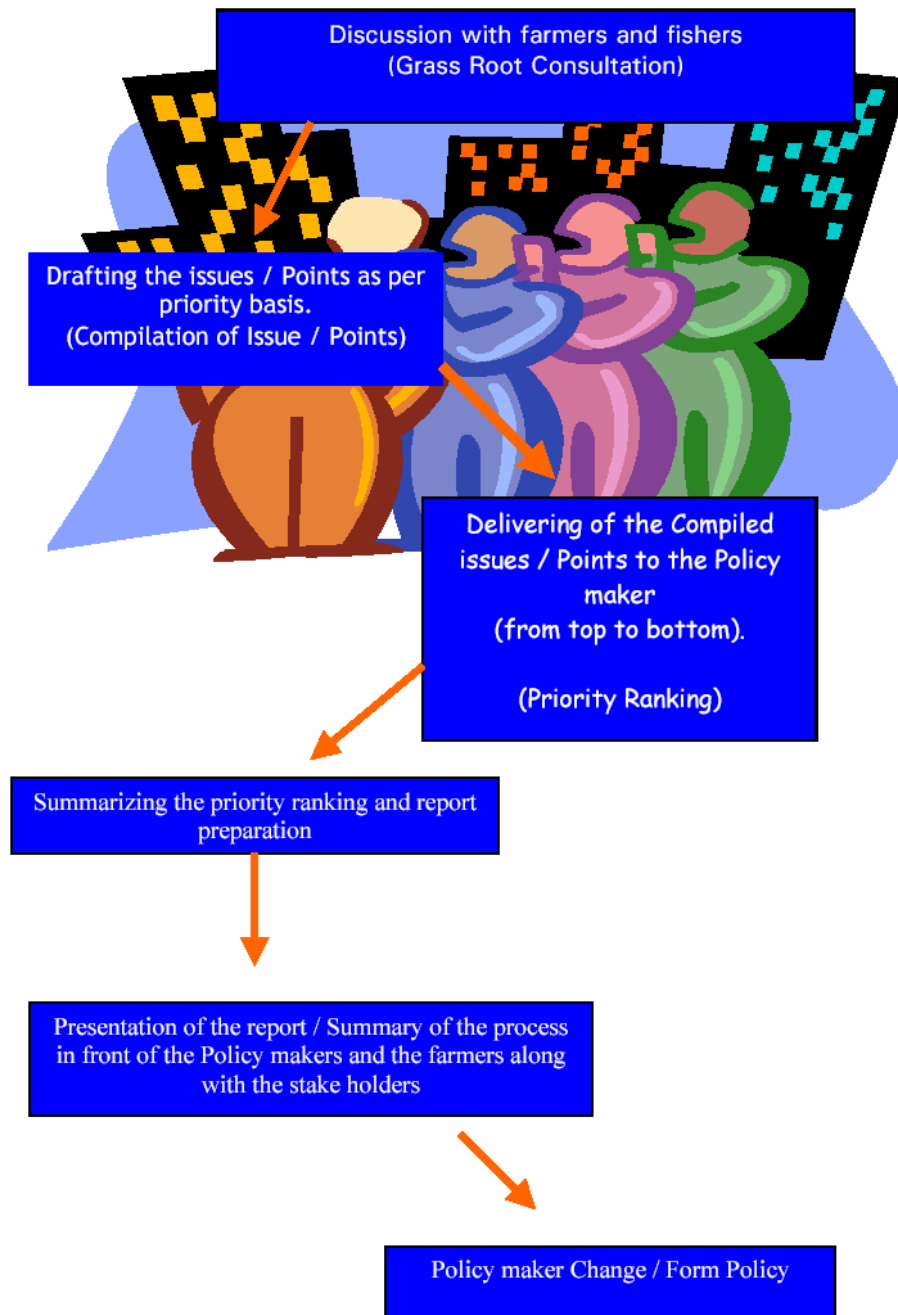 Discussion with farmers and fishers
(Grass Root Consultation)
Drafting the issues / Points as per
priority basis.
(Compilation of Issue / Points)
Delivering of the Compiled
issues / Points to the Policy
maker
(from top to bottom).
(Priority Ranking)
Summarizing the priority ranking and report
preparation
Presentation of the report / Summary of the process
in front of the Policy makers and the farmers along
with the stake holders
Policy maker Change / Form Policy